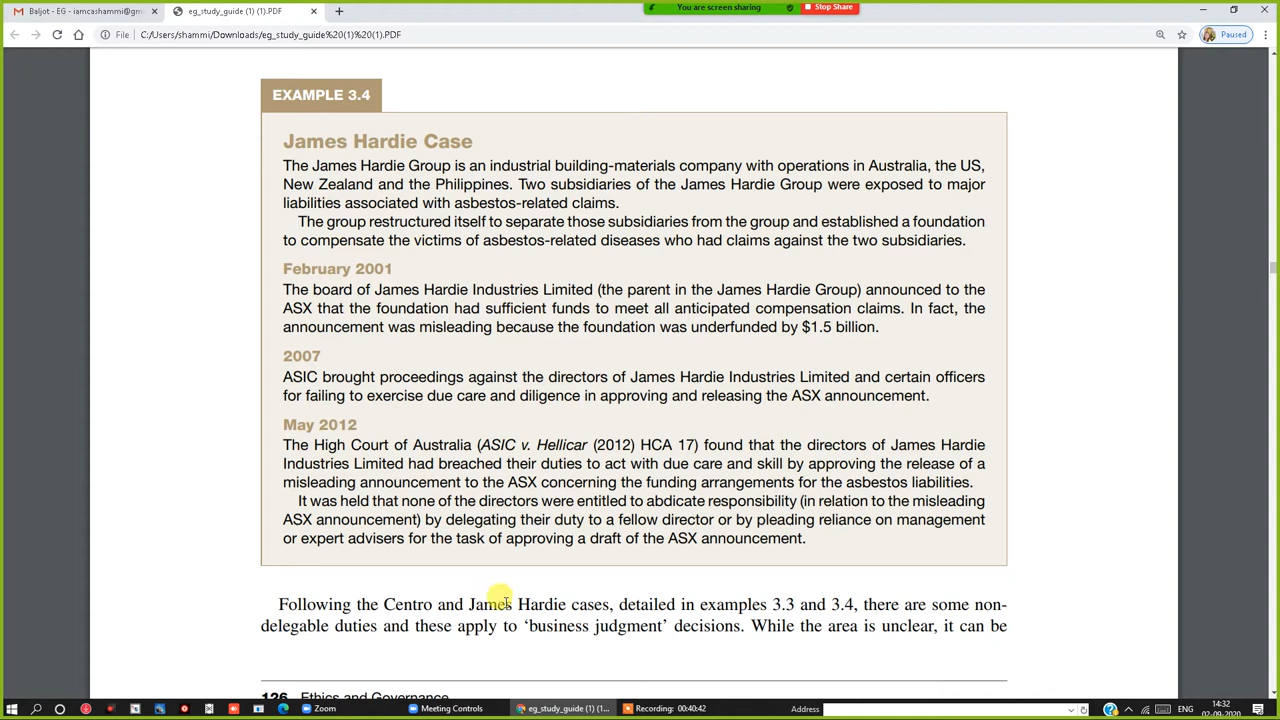 Baljot - EG - iamcashammi@gm
eg_study_guide (1) (1).PDF
You are screen sharing
Stop Share
File
C:/Users/shammi/Downloads/eg_study_guide%20(1)%20(1).PDF
Paused
EXAMPLE 3.4
James Hardie Case
The James Hardie Group is an industrial building-materials company with operations in Australia, the US,
New Zealand and the Philippines. Two subsidiaries of the James Hardie Group were exposed to major
liabilities associated with asbestos-related claims.
The group restructured itself to separate those subsidiaries from the group and established a foundation
to compensate the victims of asbestos-related diseases who had claims against the two subsidiaries.
February 2001
The board of James Hardie Industries Limited (the parent in the James Hardie Group) announced to the
ASX that the foundation had sufficient funds to meet all anticipated compensation claims. In fact, the
announcement was misleading because the foundation was underfunded by $1.5 billion.
2007
ASIC brought proceedings against the directors of James Hardie Industries Limited and certain officers
for failing to exercise due care and diligence in approving and releasing the ASX announcement.
May 2012
The High Court of Australia (ASIC v. Hellicar (2012) HCA 17) found that the directors of James Hardie
Industries Limited had breached their duties to act with due care and skill by approving the release of a
misleading announcement to the ASX concerning the funding arrangements for the asbestos liabilities.
It was held that none of the directors were entitled to abdicate responsibility (in relation to the misleading
ASX announcement) by delegating their duty to a fellow director or by pleading reliance on management
or expert advisers for the task of approving a draft of the ASX announcement.
Following the Centro and James Hardie cases, detailed in examples 3.3 and 3.4, there are some non-
delegable duties and these apply to ‘business judgment’ decisions. While the area is unclear, it can be
126 Ethics and Governance
Zoom
Meeting Controls
eg_study_guide (1) (1...
Recording: 00:40:42
Address
ENG
14:32
02-09-2020